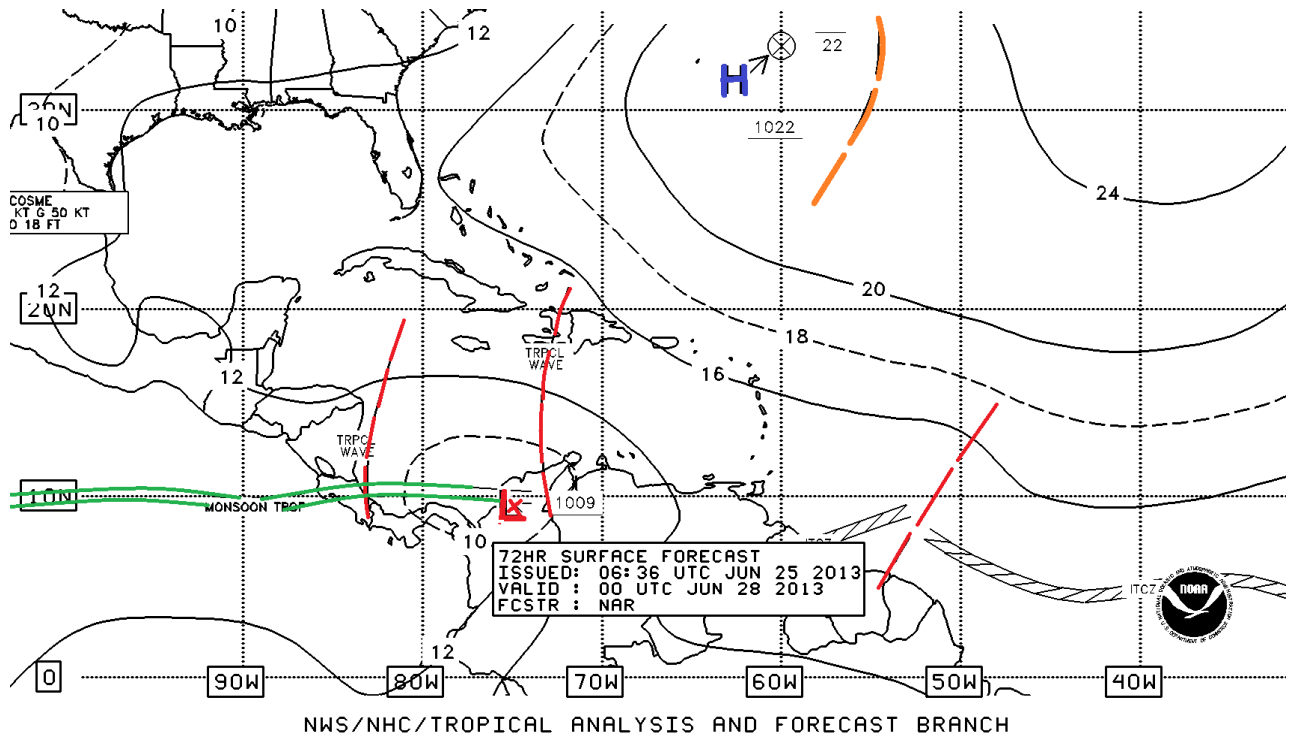 10
12
22
H
30N
10
1022
COSME
KT G 50 KT
O 18 FT
24
12
20N
20
18
TRPCL
WAVE
12
16
TRPCL
WAVE
10N
MONSOON TROF
L
1009
10
ITCZ
72HR SURFACE FORECAST
ISSUED: 06:36 UTC JUN 25 2013
VALID : 00 UTC JUN 28 2013
FCSTR : NAR
ITCZ
NOAA
12
0
90W
80W
70W
60W
50W
40W
NWS/NHC/TROPICAL ANALYSIS AND FORECAST BRANCH